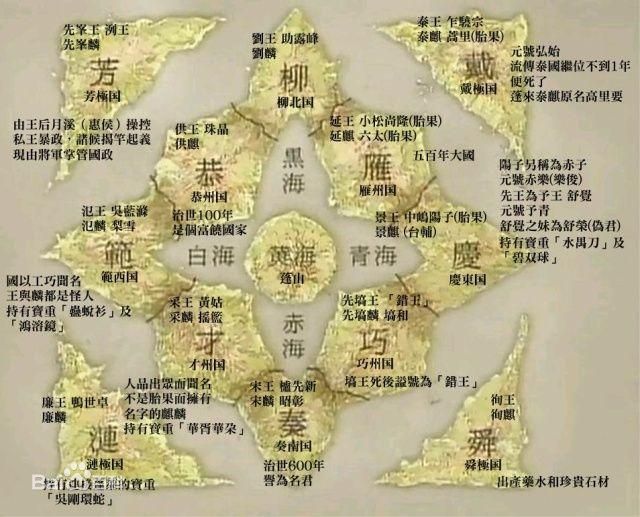 先峯王 洌王
先峯麟
芳
芳極国
由王后月溪（惠侯）操控
私王暴政，諸候揭竿起義
現由將軍掌管國政
劉王 助露峰
劉麟
柳
柳北国
泰王 乍驍宗
泰麒 蒿里(胎果)
戴
戴極国
元號弘始
流傳泰國繼位不到1年
便死了
蓬來泰麒原名高里要
供王 珠晶
供麒
恭
恭州国
治世100年
是個富饒國家
延王 小松尚隆(胎果)
延麒 六太(胎果)
雁
雁州国
五百年大國
黒海
氾王 吳藍滌
氾麟 梨雪
範
範西国
國以工巧聞名
王與麟都是怪人
持有寶重「蠱蛻衫」及
「鴻溶鏡」
白海
黄海
蓬山
青海
景王 中嶋陽子(胎果)
景麒 (台輔)
慶
慶東国
陽子另稱為赤子
元號赤樂(樂俊)
先王為予王 舒覺
元號予青
舒覺之妹為舒榮(偽君)
持有寶重「水禺刀」及
「碧双球」
采王 黃姑
采麟 揺籃
才
才州国
人品出眾而聞名
不是胎果而擁有
名字的麒麟
持有寶重「華胥華朶」
赤海
先塙王「錯王」
先塙麟 塙和
巧
巧州国
塙王死後謚號為「錯王」
廉王 鴨世卓
廉麟
漣
漣極国
「吳剛環蛇」
宋王 櫨先新
宋麟 昭彰
奏
奏南国
治世600年
譽為名君
徇王
徇麒
舜
舜極国
出產藥水和珍貴石材
Bai